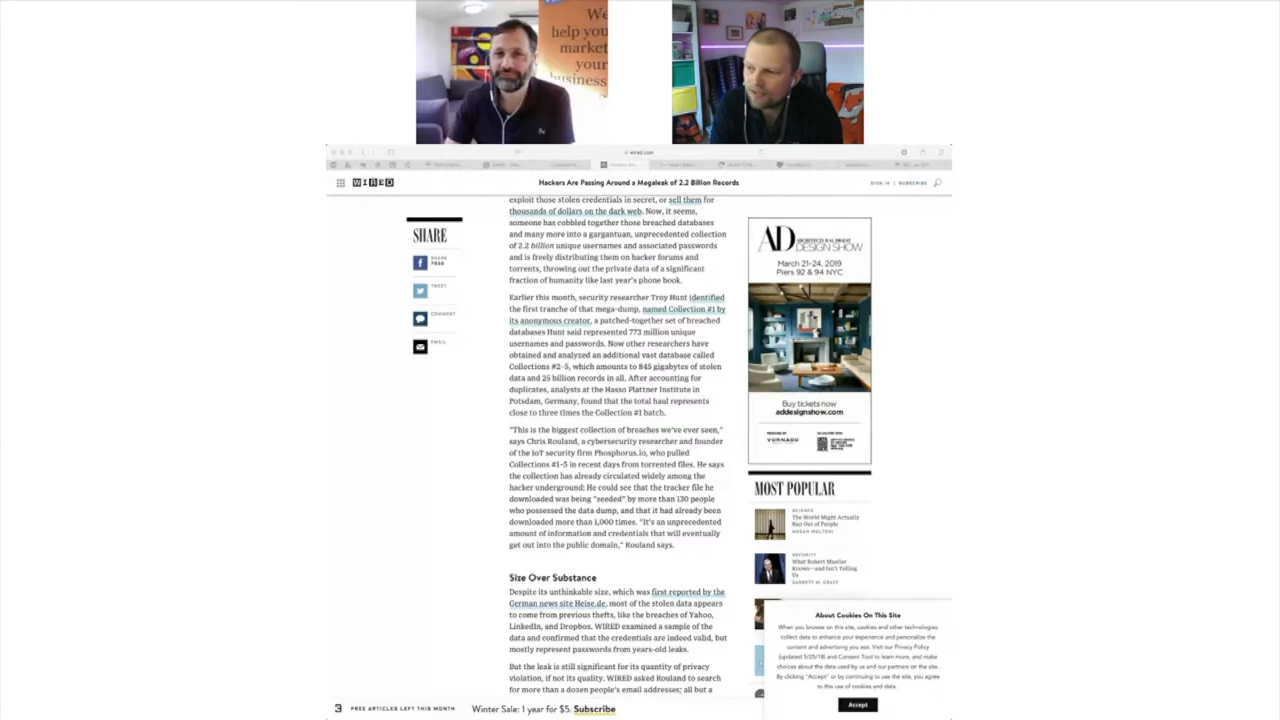 We
help you
market
your
business
wired.com
WIRED
Hackers Are Passing Around a Megaleak of 2.2 Billion Records
SIGN IN | SUBSCRIBE
SHARE
SHARE
7930
TWEET
COMMENT
EMAIL
exploit those stolen credentials in secret, or sell them for
thousands of dollars on the dark web. Now, it seems,
someone has cobbled together those breached databases
and many more into a gargantuan, unprecedented collection
of 2.2 billion unique usernames and associated passwords
and is freely distributing them on hacker forums and
torrents, throwing out the private data of a significant
fraction of humanity like last year's phone book.
Earlier this month, security researcher Troy Hunt identified
the first tranche of that mega-dump, named Collection #1 by
its anonymous creator, a patched-together set of breached
databases Hunt said represented 773 million unique
usernames and passwords. Now other researchers have
obtained and analyzed an additional vast database called
Collections #2–5, which amounts to 845 gigabytes of stolen
data and 25 billion records in all. After accounting for
duplicates, analysts at the Hasso Plattner Institute in
Potsdam, Germany, found that the total haul represents
close to three times the Collection #1 batch.
"This is the biggest collection of breaches we've ever seen,"
says Chris Rouland, a cybersecurity researcher and founder
of the IoT security firm Phosphorus.io, who pulled
Collections #1–5 in recent days from torrented files. He says
the collection has already circulated widely among the
hacker underground: He could see that the tracker file he
downloaded was being "seeded" by more than 130 people
who possessed the data dump, and that it had already been
downloaded more than 1,000 times. "It's an unprecedented
amount of information and credentials that will eventually
get out into the public domain," Rouland says.
Size Over Substance
Despite its unthinkable size, which was first reported by the
German news site Heise.de, most of the stolen data appears
to come from previous thefts, like the breaches of Yahoo,
LinkedIn, and Dropbox. WIRED examined a sample of the
data and confirmed that the credentials are indeed valid, but
mostly represent passwords from years-old leaks.
But the leak is still significant for its quantity of privacy
violation, if not its quality. WIRED asked Rouland to search
for more than a dozen people's email addresses; all but a
AD ARCHITECTURAL DIGEST
DESIGN SHOW
March 21–24, 2019
Piers 92 & 94 NYC
Buy tickets now
addesignshow.com
VORNADO
MOST POPULAR
SCIENCE
The World Might Actually
Run Out of People
MEGAN MOLTENI
SECURITY
What Robert Mueller
Knows—and Isn't Telling
Us
GARRETT M. GRAFF
About Cookies On This Site
When you browse on this site, cookies and other technologies
collect data to enhance your experience and personalize the
content and advertising you see. Visit our Privacy Policy
(updated 5/25/18) and Consent Tool to learn more, and make
choices about the data used by us and our partners on the site.
By clicking "Accept" or by continuing to use the site, you agree
to this use of cookies and data.
Accept
3 FREE ARTICLES LEFT THIS MONTH
Winter Sale: 1 year for $5. Subscribe